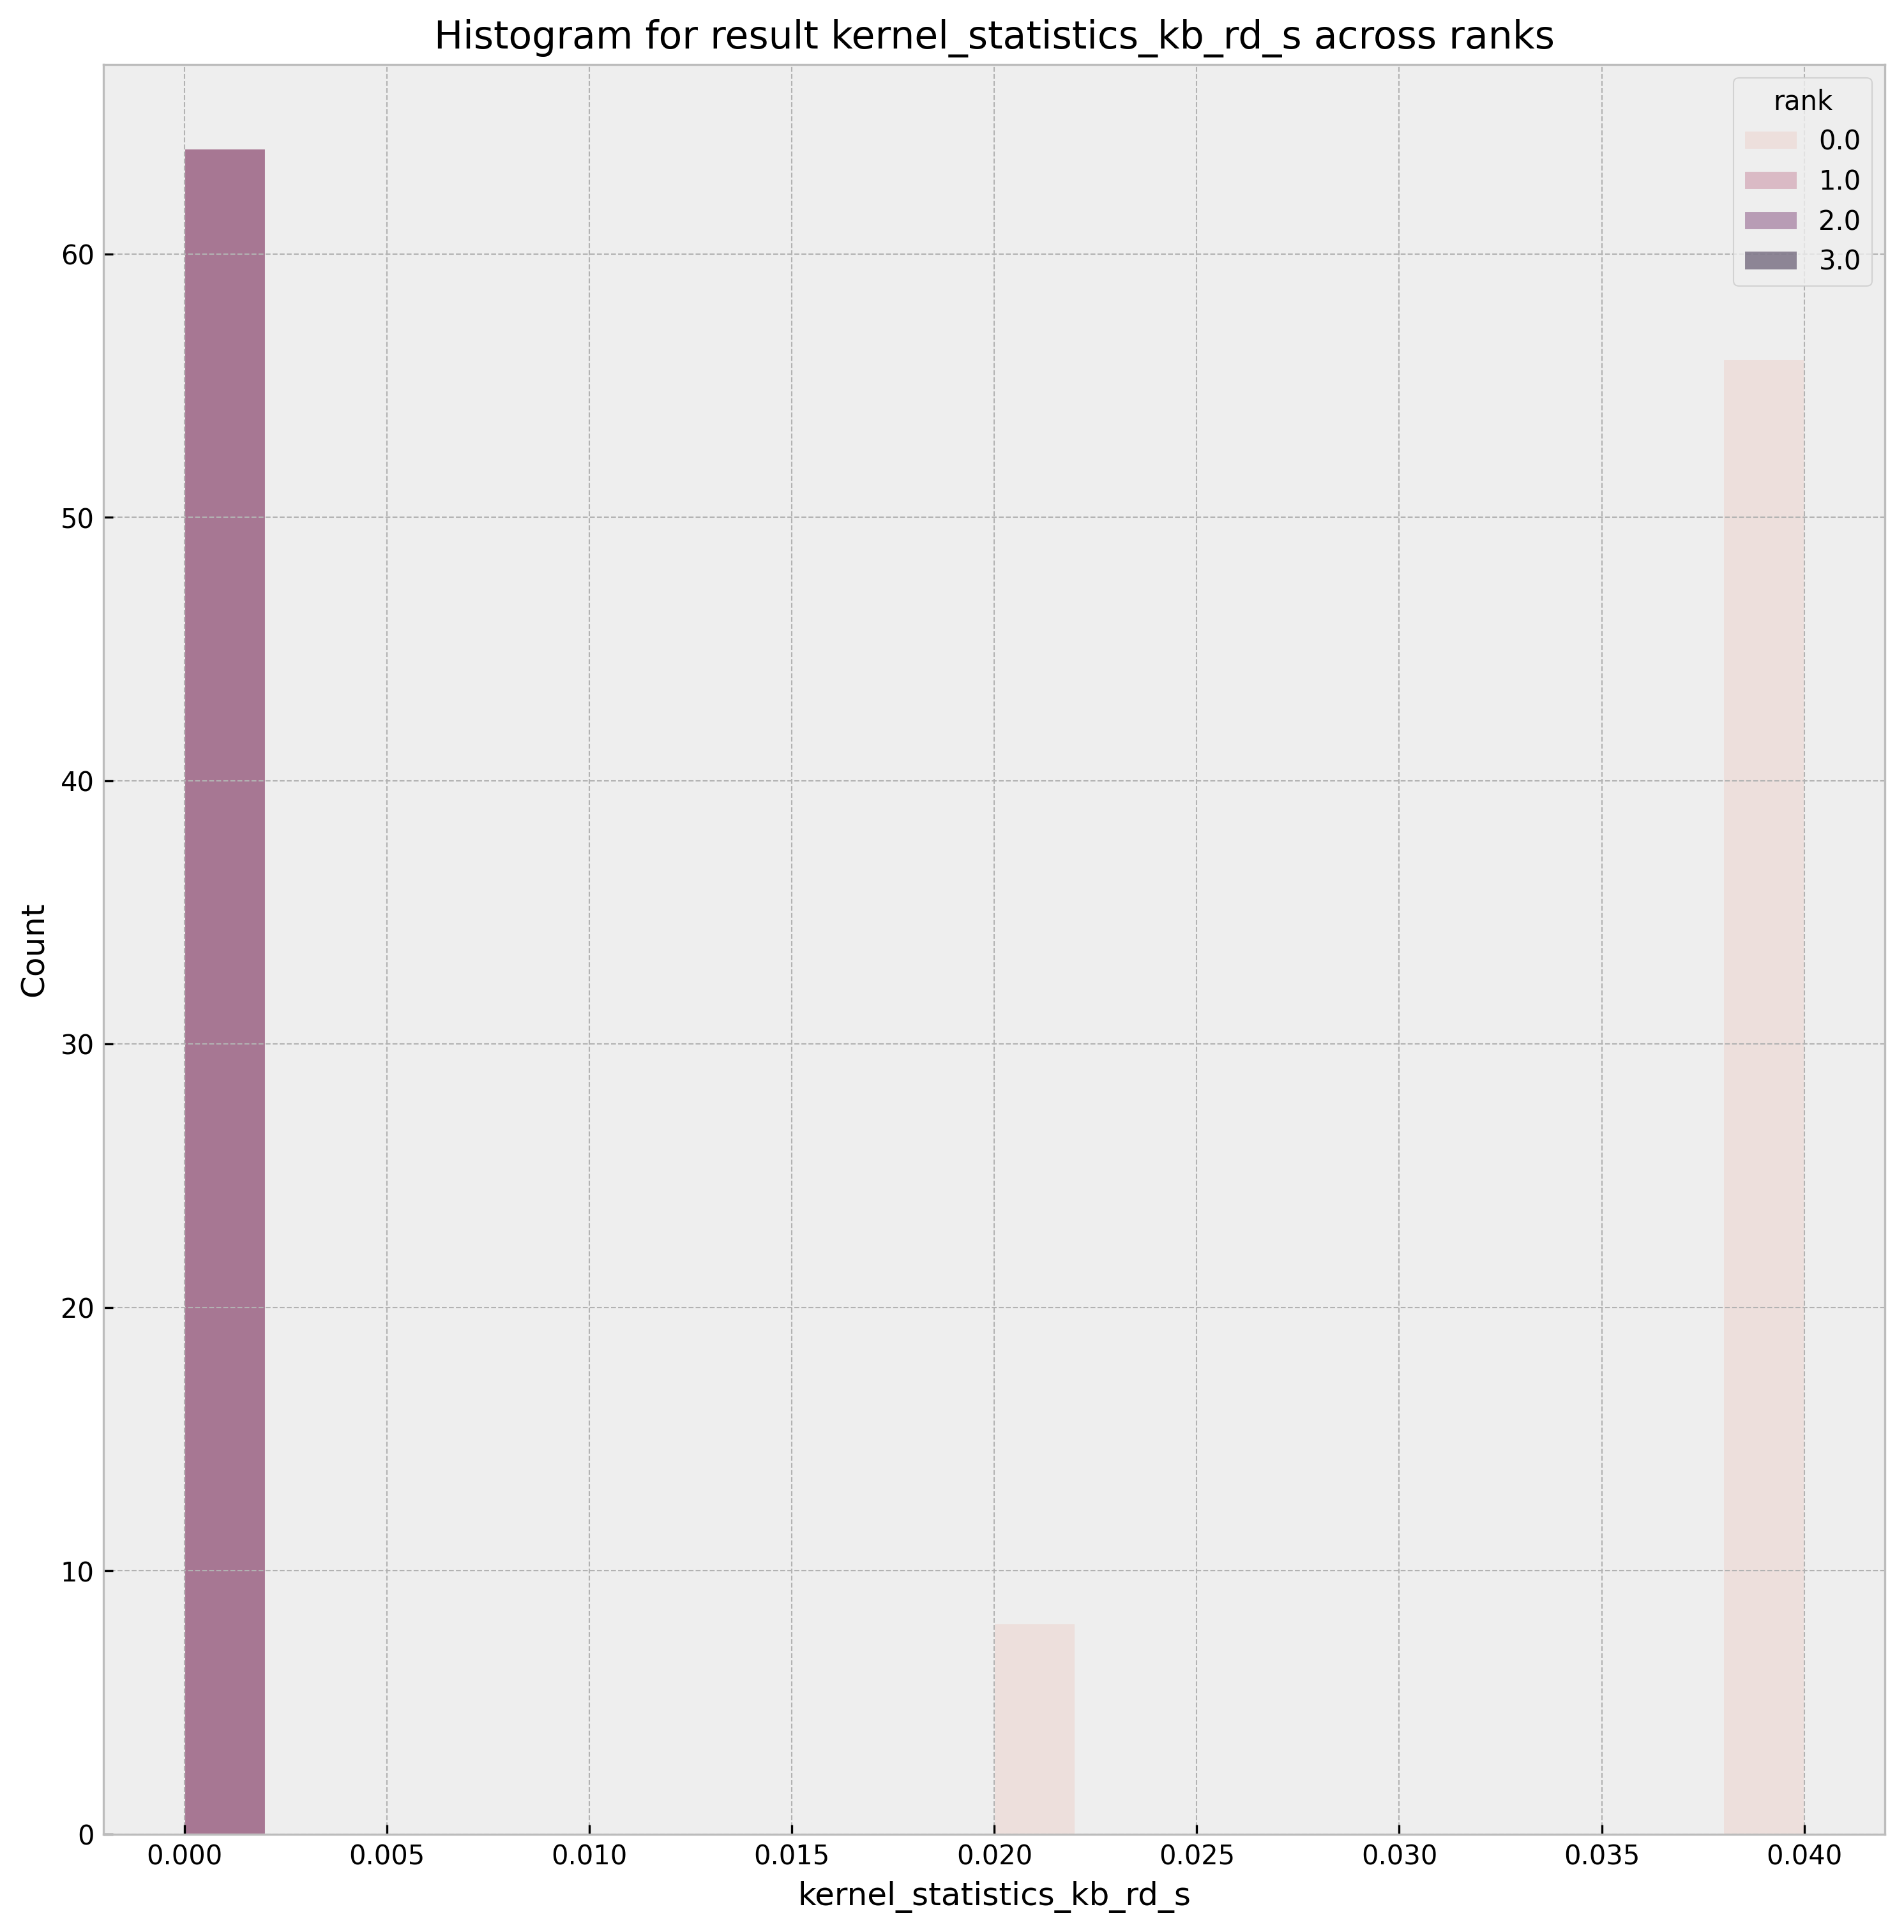 Histogram for result kernel_statistics_kb_rd_s across ranks
rank
0.0
1.0
2.0
3.0
60
50
40
30
20
10
0
Count
0.000 0.005 0.010 0.015 0.020 0.025 0.030 0.035 0.040
kernel_statistics_kb_rd_s